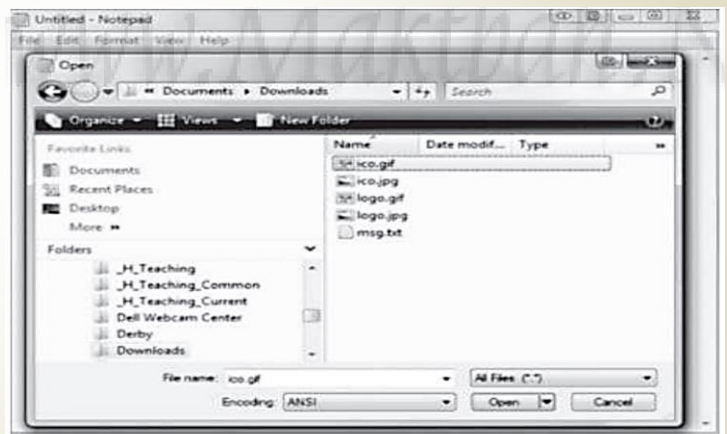 Untitled - Notepad
File Edit Format View Help
Open
« Documents ▸ Downloads Search
Organize Views New Folder
Favorite Links
Documents
Recent Places
Desktop
More »
Folders
_H_Teaching
_H_Teaching_Common
_H_Teaching_Current
Dell Webcam Center
Derby
Downloads
Name Date modif... Type »
ico.gif
ico.jpg
logo.gif
logo.jpg
msg.txt
File name: ico.gif All Files (*.*)
Encoding: ANSI Open Cancel